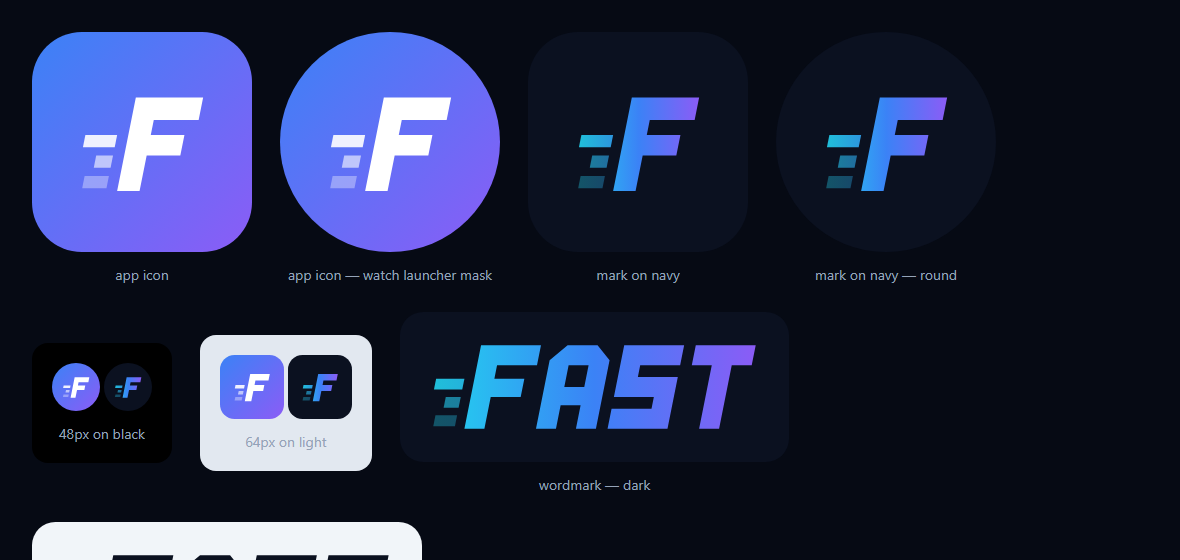 F
F
F
F
app icon
app icon — watch launcher mask
mark on navy
mark on navy — round
F
F
F
F
FAST
48px on black
64px on light
wordmark — dark